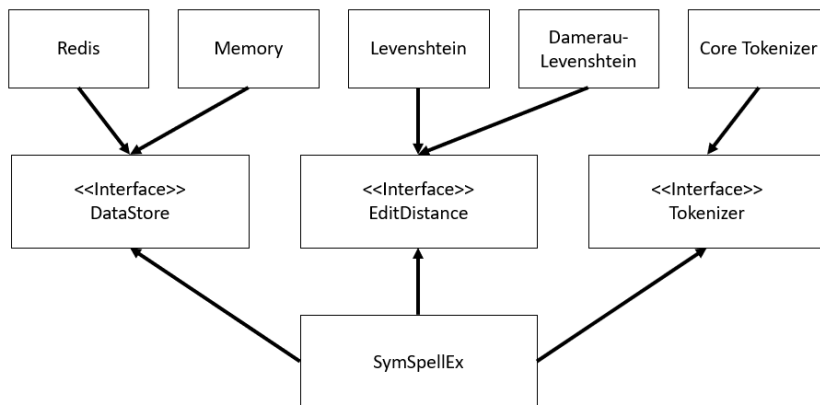 Redis
Memory
Levenshtein
Damerau-
Levenshtein
Core Tokenizer
<<Interface>>
DataStore
<<Interface>>
EditDistance
<<Interface>>
Tokenizer
SymSpellEx